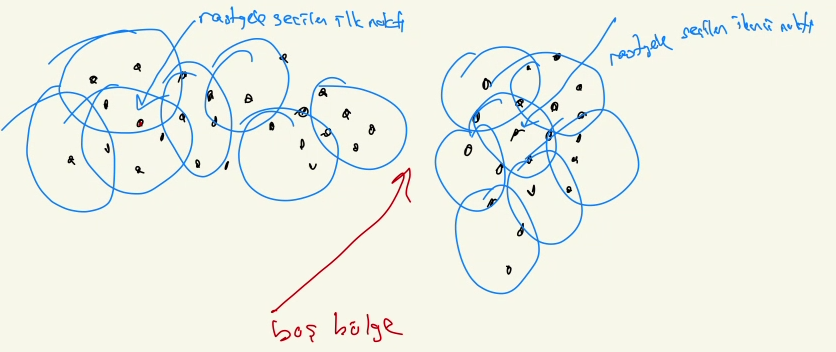 rastgele seçilen ilk nokta
rastgele seçilen ikinci nokta
boş bölge